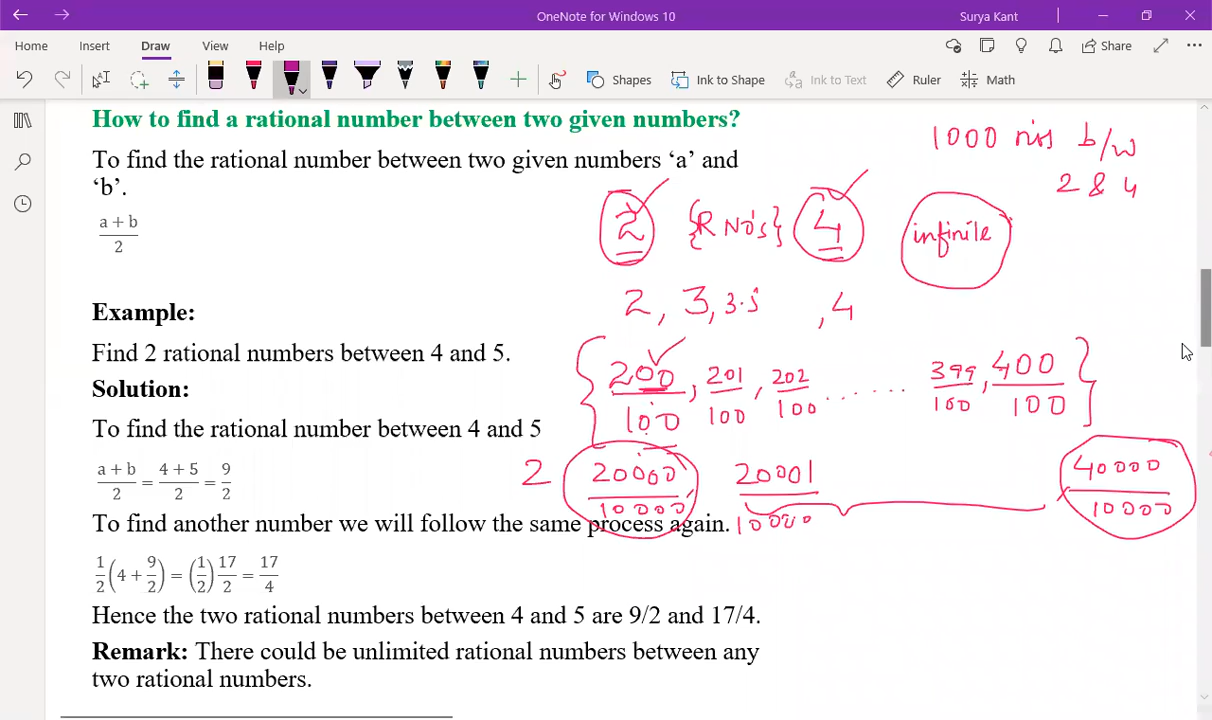 OneNote for Windows 10
Surya Kant
Home Insert Draw View Help
Share
Shapes Ink to Shape Ink to Text Ruler Math
How to find a rational number between two given numbers?
To find the rational number between two given numbers ‘a’ and
‘b’.
a + b
2
Example:
Find 2 rational numbers between 4 and 5.
Solution:
To find the rational number between 4 and 5
a + b / 2 = 4 + 5 / 2 = 9 / 2
To find another number we will follow the same process again.
1/2 (4 + 9/2) = (1/2) 17/2 = 17/4
Hence the two rational numbers between 4 and 5 are 9/2 and 17/4.
Remark: There could be unlimited rational numbers between any
two rational numbers.
1000 b/w
2 & 4
2 {R No's} 4 infinite
2, 3, 3.5 , 4
{ 200/100, 201/100, 202/100 ........ 399/100, 400/100 }
2 20000/10000 20001/10000 40000/10000